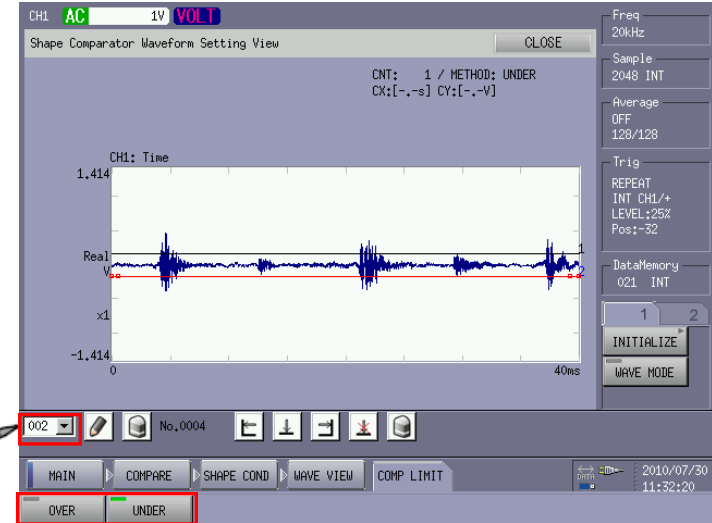 CH1 AC 1V VOLT
Shape Comparator Waveform Setting View CLOSE
CNT: 1 / METHOD: UNDER
CX:[-.-s] CY:[-.-V]
CH1: Time
1.414
Real
V
x1
-1.414
0 40ms
1
2
Freq
20kHz
Sample
2048 INT
Average
OFF
128/128
Trig
REPEAT
INT CH1/+
LEVEL:25%
Pos:-32
DataMemory
021 INT
1 2
INITIALIZE
WAVE MODE
002 No.0004
MAIN COMPARE SHAPE COND WAVE VIEW COMP LIMIT
DATA
2010/07/30
11:32:20
OVER UNDER